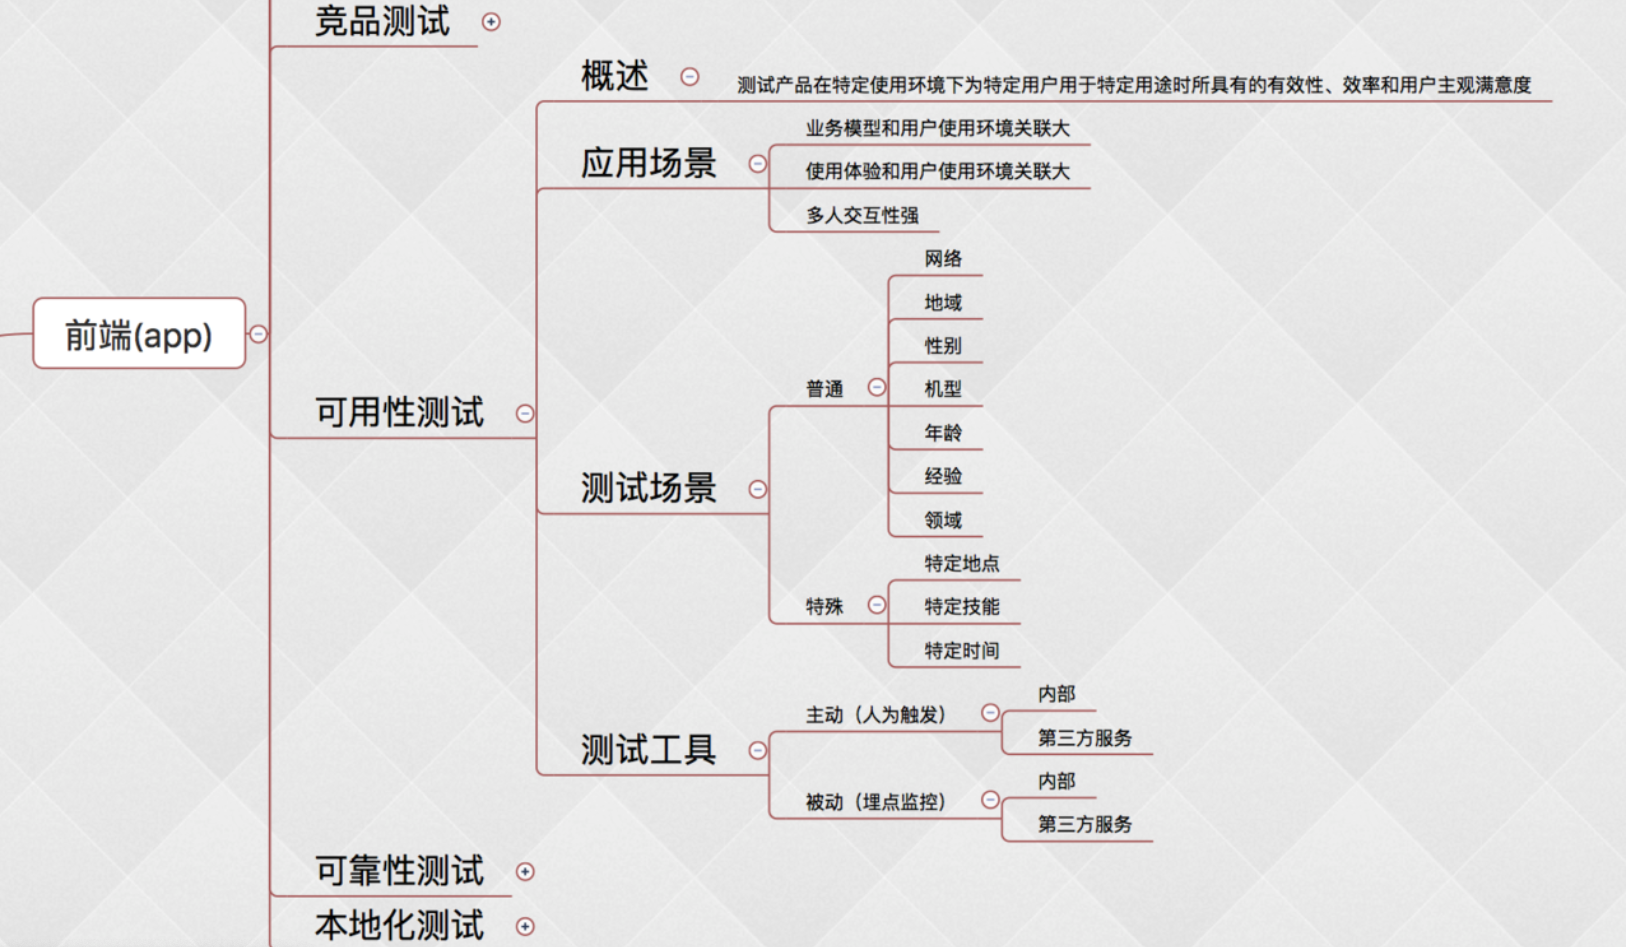 竞品测试
概述
测试产品在特定使用环境下为特定用户用于特定用途时所具有的有效性、效率和用户主观满意度
业务模型和用户使用环境关联大
应用场景
使用体验和用户使用环境关联大
多人交互性强
网络
地域
前端(app)
性别
普通
机型
可用性测试
年龄
经验
测试场景
领域
特定地点
特殊
特定技能
特定时间
内部
主动（人为触发）
第三方服务
测试工具
内部
被动（埋点监控）
第三方服务
可靠性测试
本地化测试